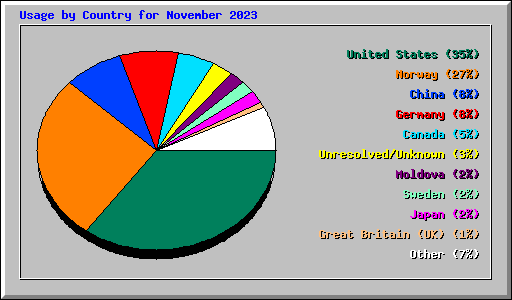 Usage by Country for November 2023
United States (35%)
Norway (27%)
China (8%)
Germany (8%)
Canada (5%)
Unresolved/Unknown (3%)
Moldova (2%)
Sweden (2%)
Japan (2%)
Great Britain (UK) (1%)
Other (7%)